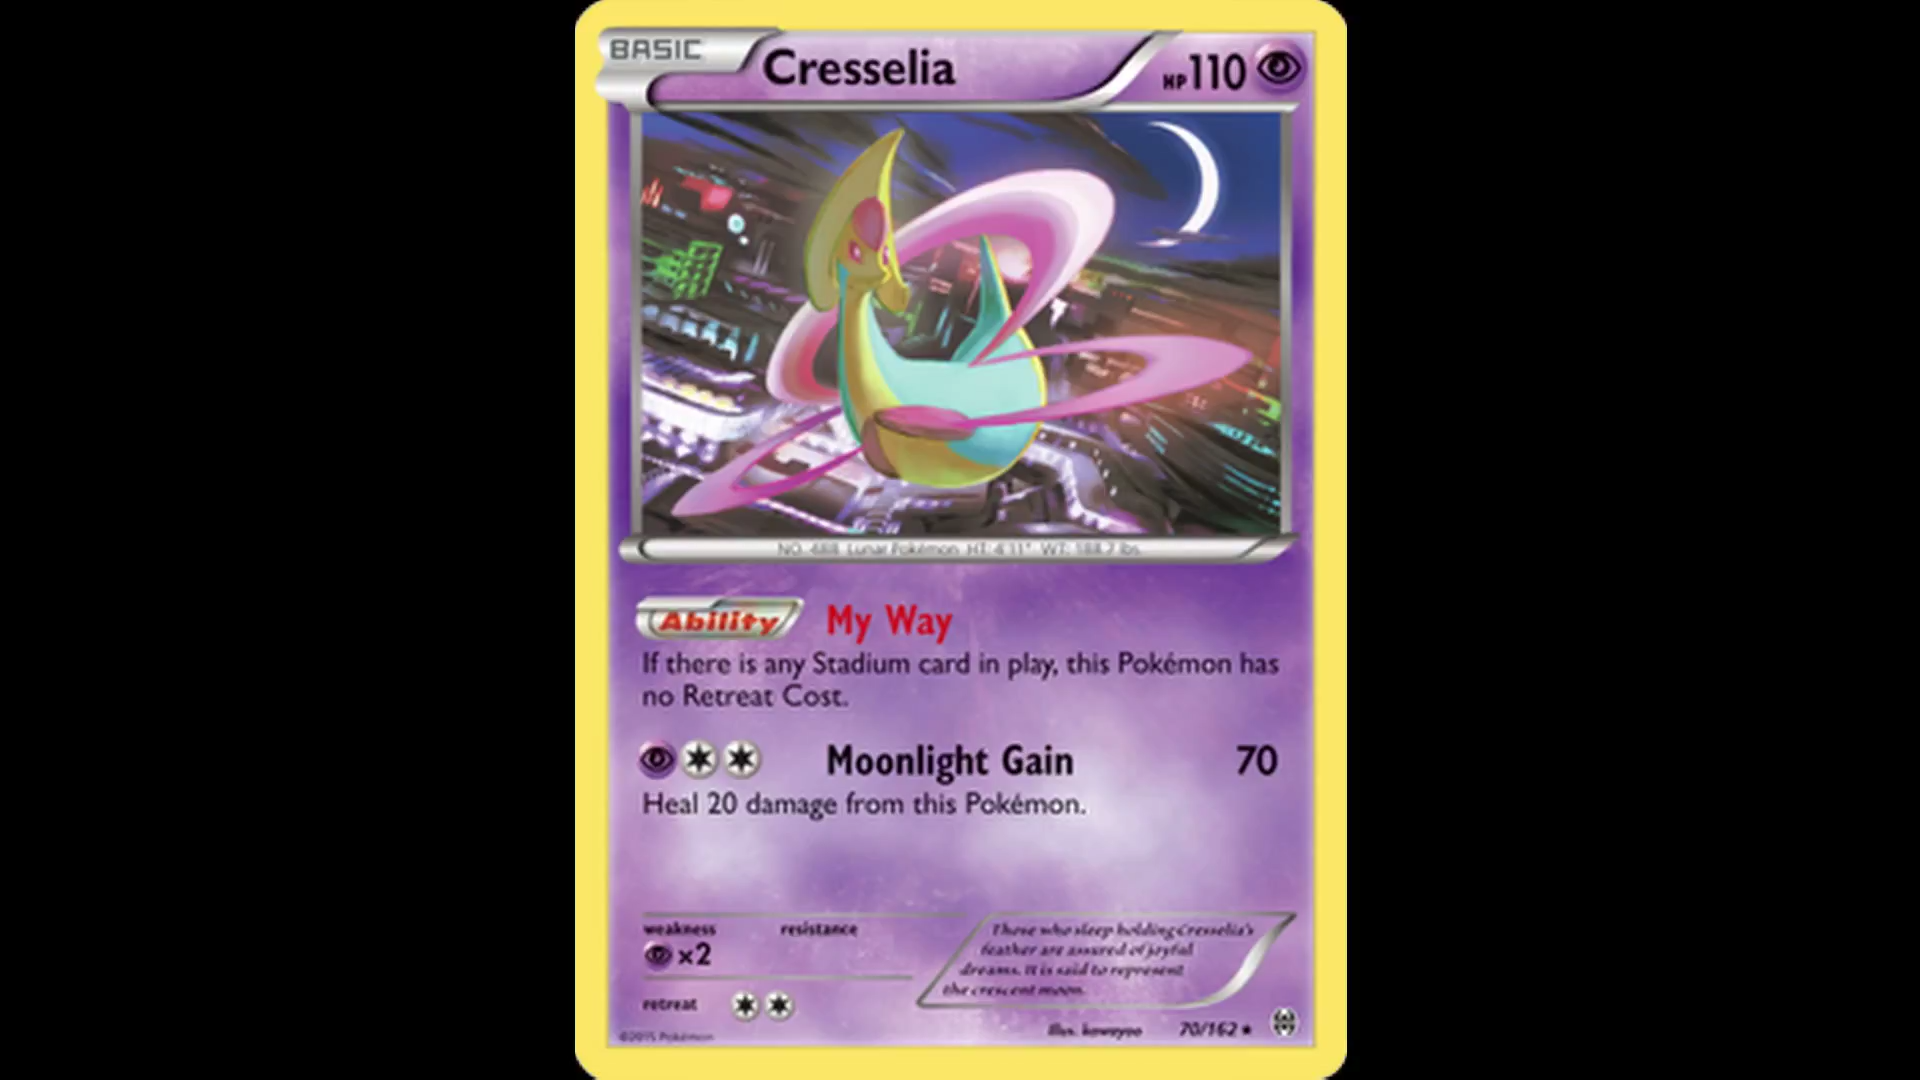 BASIC
Cresselia
HP110
NO. 488 Lunar Pokémon HT: 4'11" WT: 188.7 lbs.
Ability My Way
If there is any Stadium card in play, this Pokémon has
no Retreat Cost.
Moonlight Gain 70
Heal 20 damage from this Pokémon.
weakness resistance
×2
Those who sleep holding Cresselia's
feather are assured of joyful
dreams. It is said to represent
the crescent moon.
retreat
Illus. kawayoo 70/162
©2015 Pokémon